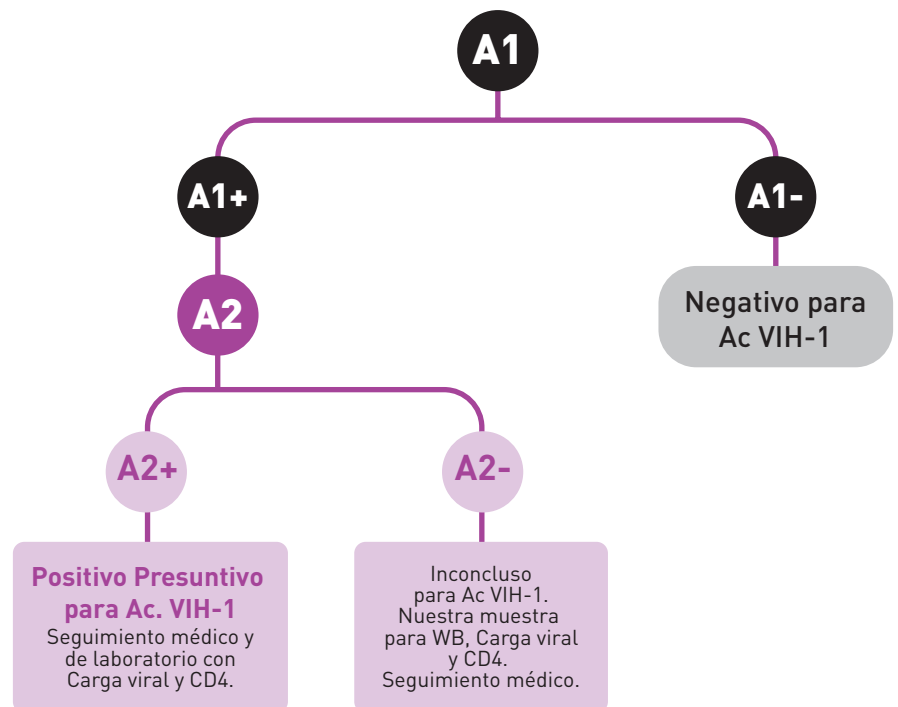 A1
A1+
A1-
A2
Negativo para
Ac VIH-1
A2+
A2-
Positivo Presuntivo
para Ac. VIH-1
Seguimiento médico y
de laboratorio con
Carga viral y CD4.
Inconcluso
para Ac VIH-1.
Nuestra muestra
para WB, Carga viral
y CD4.
Seguimiento médico.